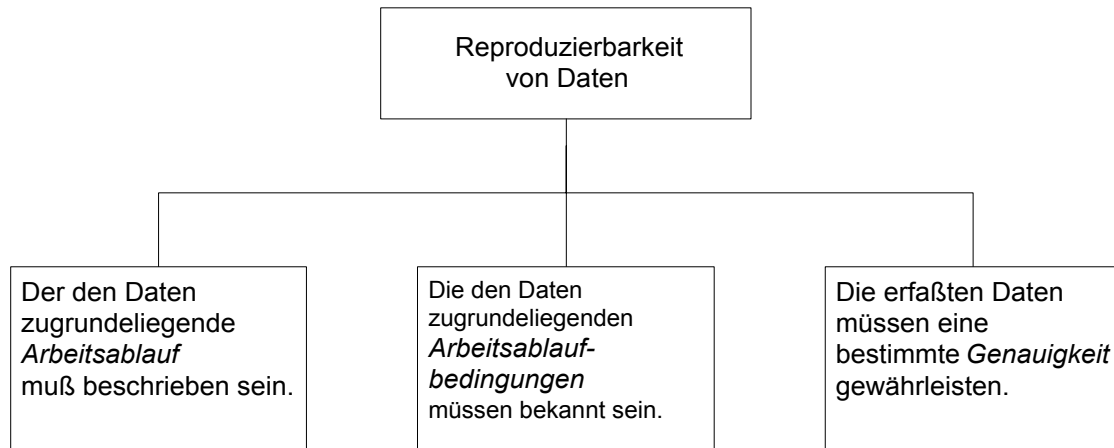 Reproduzierbarkeit
von Daten
Der den Daten
zugrundeliegende
Arbeitsablauf
muß beschrieben sein.
Die den Daten
zugrundeliegenden
Arbeitsablauf-
bedingungen
müssen bekannt sein.
Die erfaßten Daten
müssen eine
bestimmte Genauigkeit
gewährleisten.